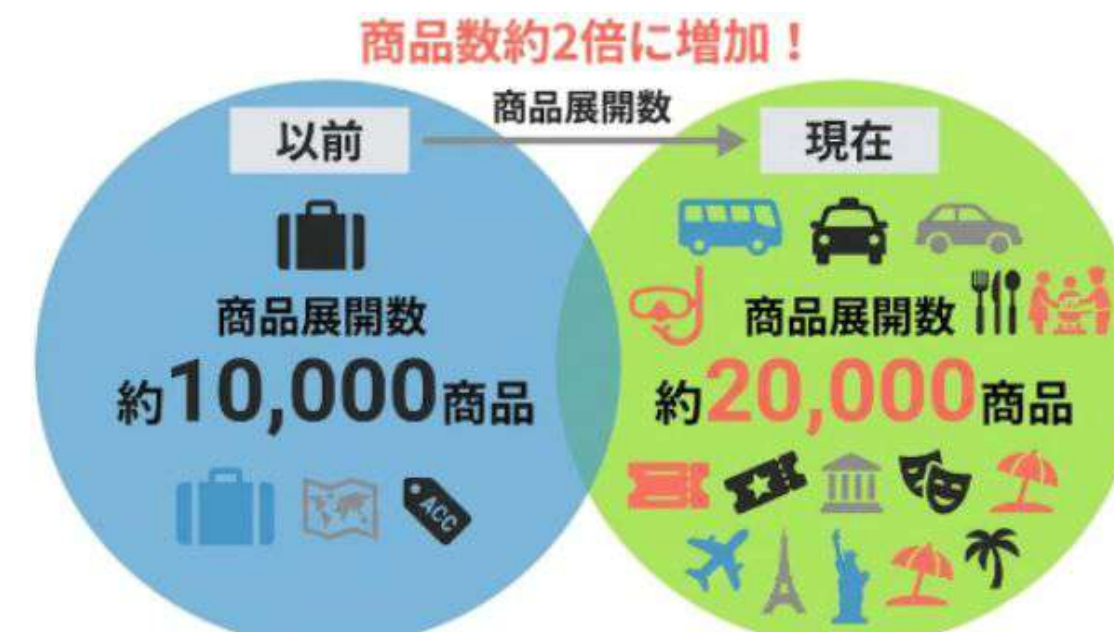 商品数約2倍に増加！
商品展開数
以前
現在
商品展開数
約10,000商品
ACC
商品展開数
約20,000商品